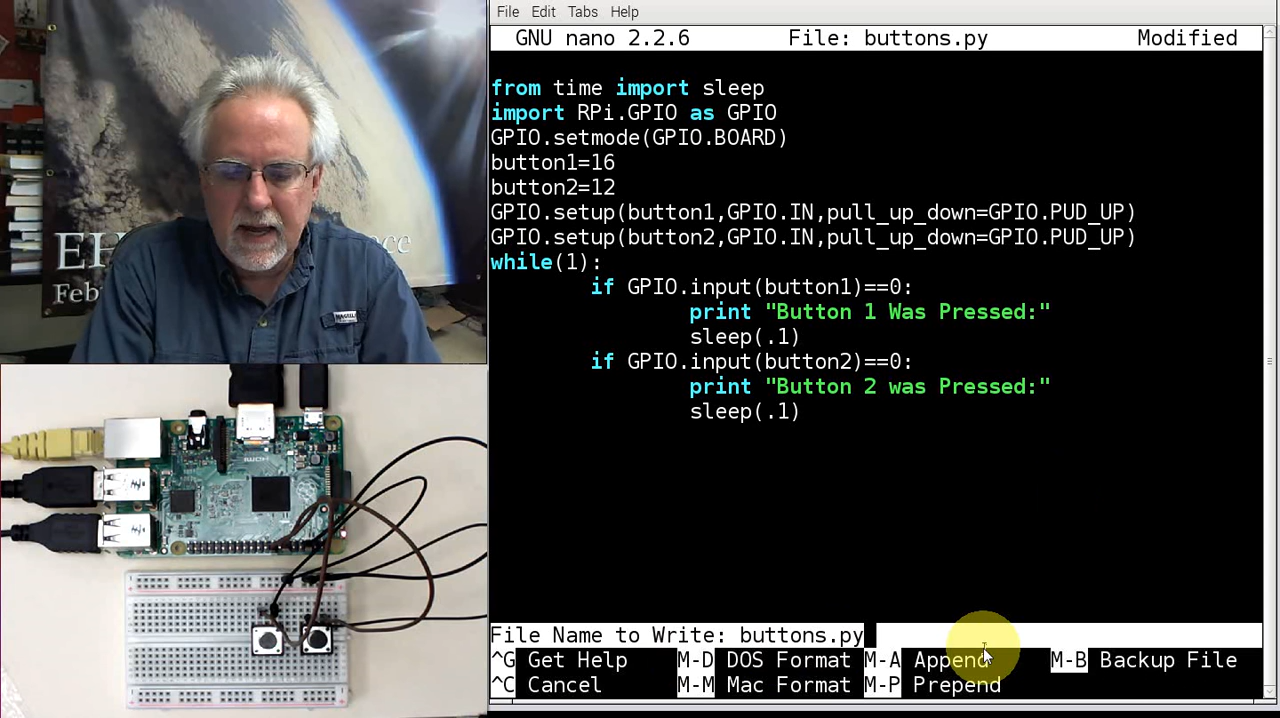 File Edit Tabs Help
GNU nano 2.2.6 File: buttons.py Modified
from time import sleep
import RPi.GPIO as GPIO
GPIO.setmode(GPIO.BOARD)
button1=16
button2=12
GPIO.setup(button1,GPIO.IN,pull_up_down=GPIO.PUD_UP)
GPIO.setup(button2,GPIO.IN,pull_up_down=GPIO.PUD_UP)
while(1):
        if GPIO.input(button1)==0:
                print "Button 1 Was Pressed:"
                sleep(.1)
        if GPIO.input(button2)==0:
                print "Button 2 was Pressed:"
                sleep(.1)
File Name to Write: buttons.py
^G Get Help M-D DOS Format M-A Append M-B Backup File
^C Cancel M-M Mac Format M-P Prepend
EH
Feb